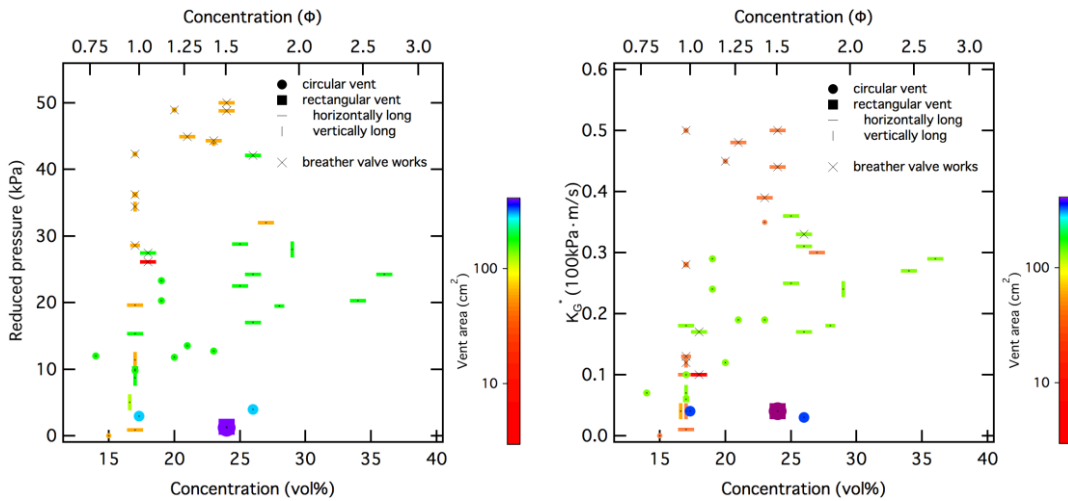 Concentration (Φ)
0.75 1.0 1.25 1.5 2.0 2.5 3.0
circular vent
rectangular vent
horizontally long
vertically long
breather valve works
50
40
30
20
10
0
Reduced pressure (kPa)
15 20 25 30 35 40
Concentration (vol%)
100
10
Vent area (cm²)
Concentration (Φ)
0.75 1.0 1.25 1.5 2.0 2.5 3.0
circular vent
rectangular vent
horizontally long
vertically long
breather valve works
0.6
0.5
0.4
0.3
0.2
0.1
0.0
K_G* (100kPa·m/s)
15 20 25 30 35 40
Concentration (vol%)
100
10
Vent area (cm²)